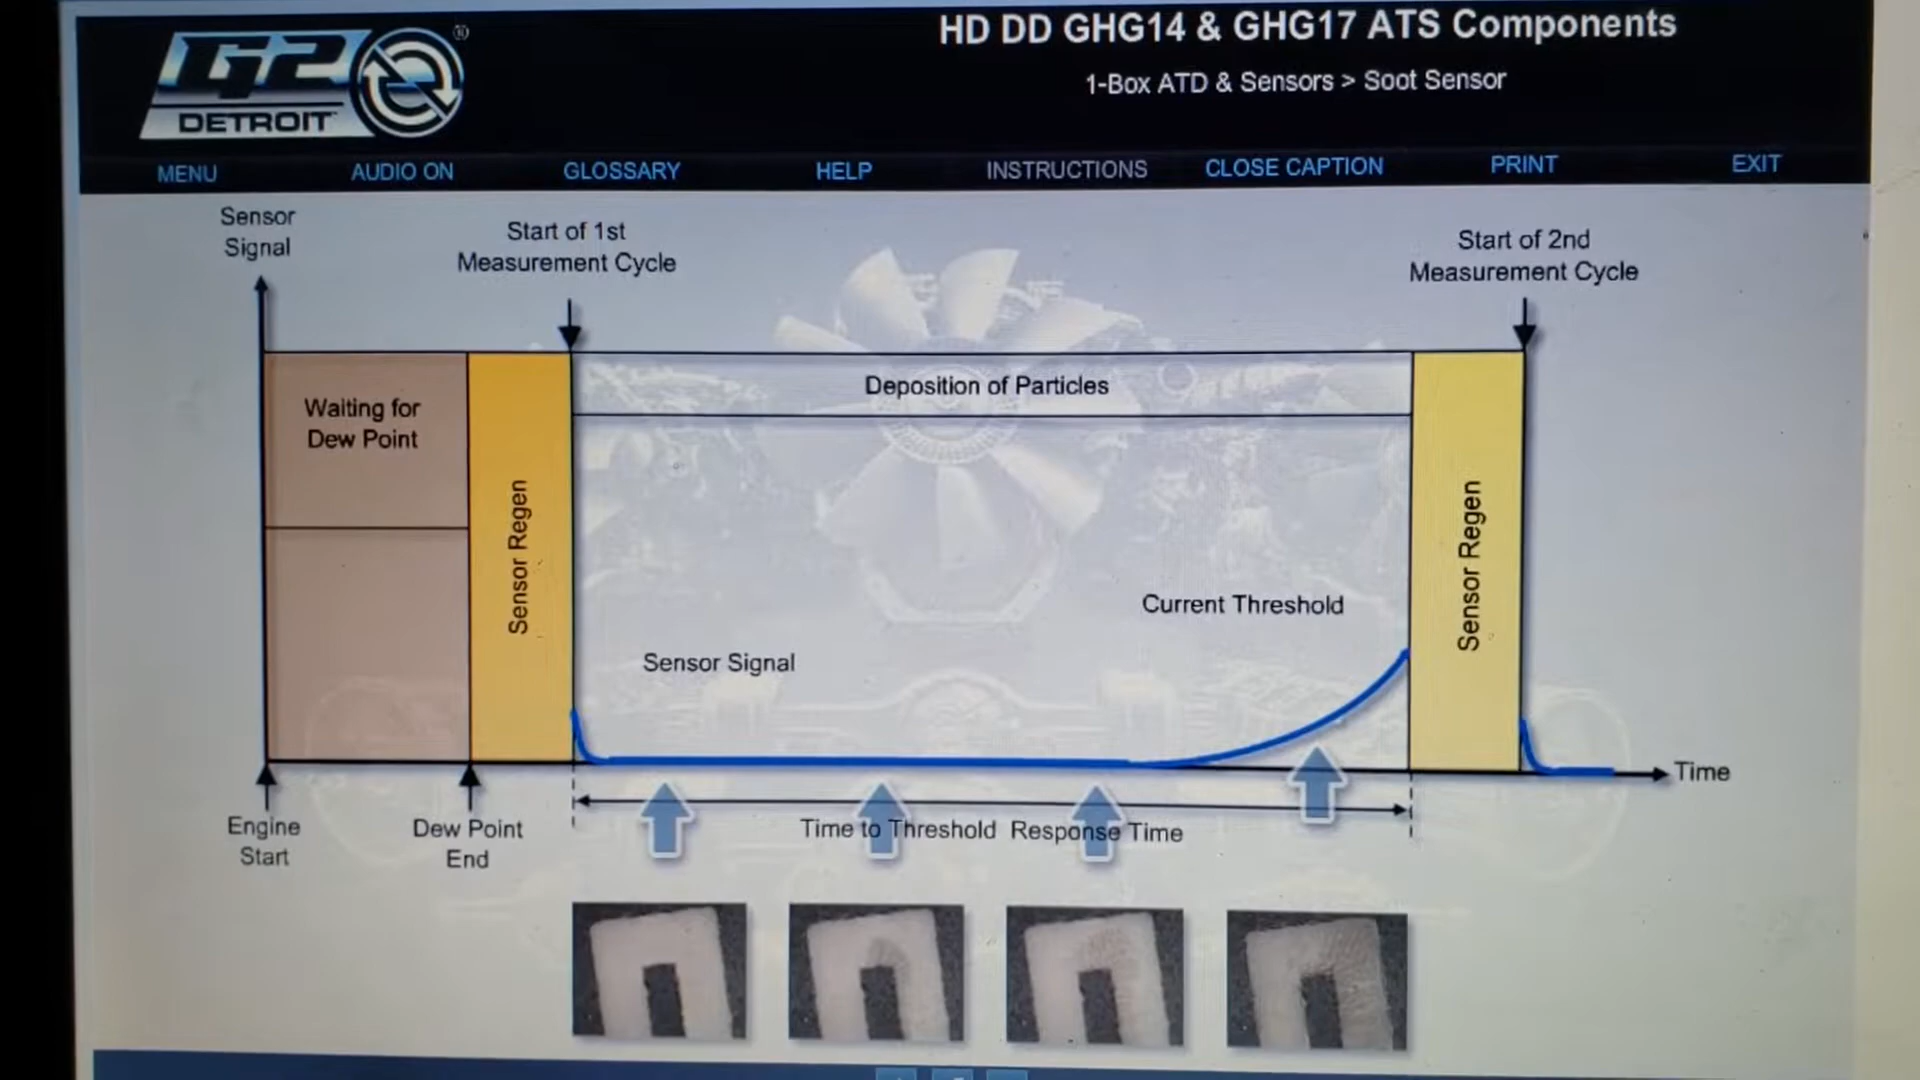 G2
DETROIT
®
HD DD GHG14 & GHG17 ATS Components
1-Box ATD & Sensors > Soot Sensor
MENU
AUDIO ON
GLOSSARY
HELP
INSTRUCTIONS
CLOSE CAPTION
PRINT
EXIT
Sensor
Signal
Start of 1st
Measurement Cycle
Start of 2nd
Measurement Cycle
Waiting for
Dew Point
Sensor Regen
Deposition of Particles
Sensor Signal
Current Threshold
Sensor Regen
Time
Engine
Start
Dew Point
End
Time to Threshold Response Time